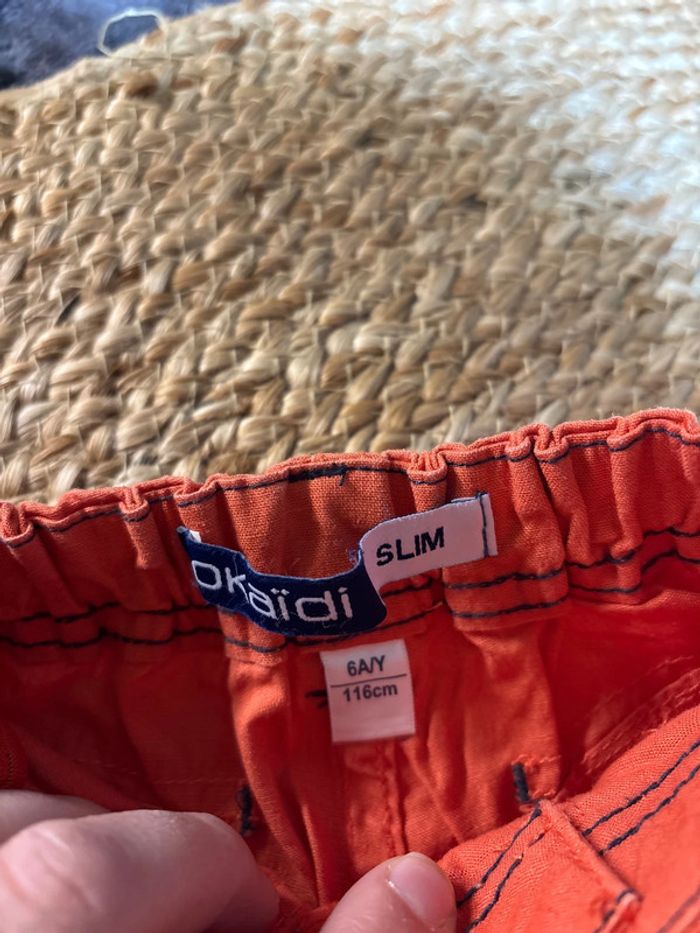 okaïdi
SLIM
6A/Y
116cm